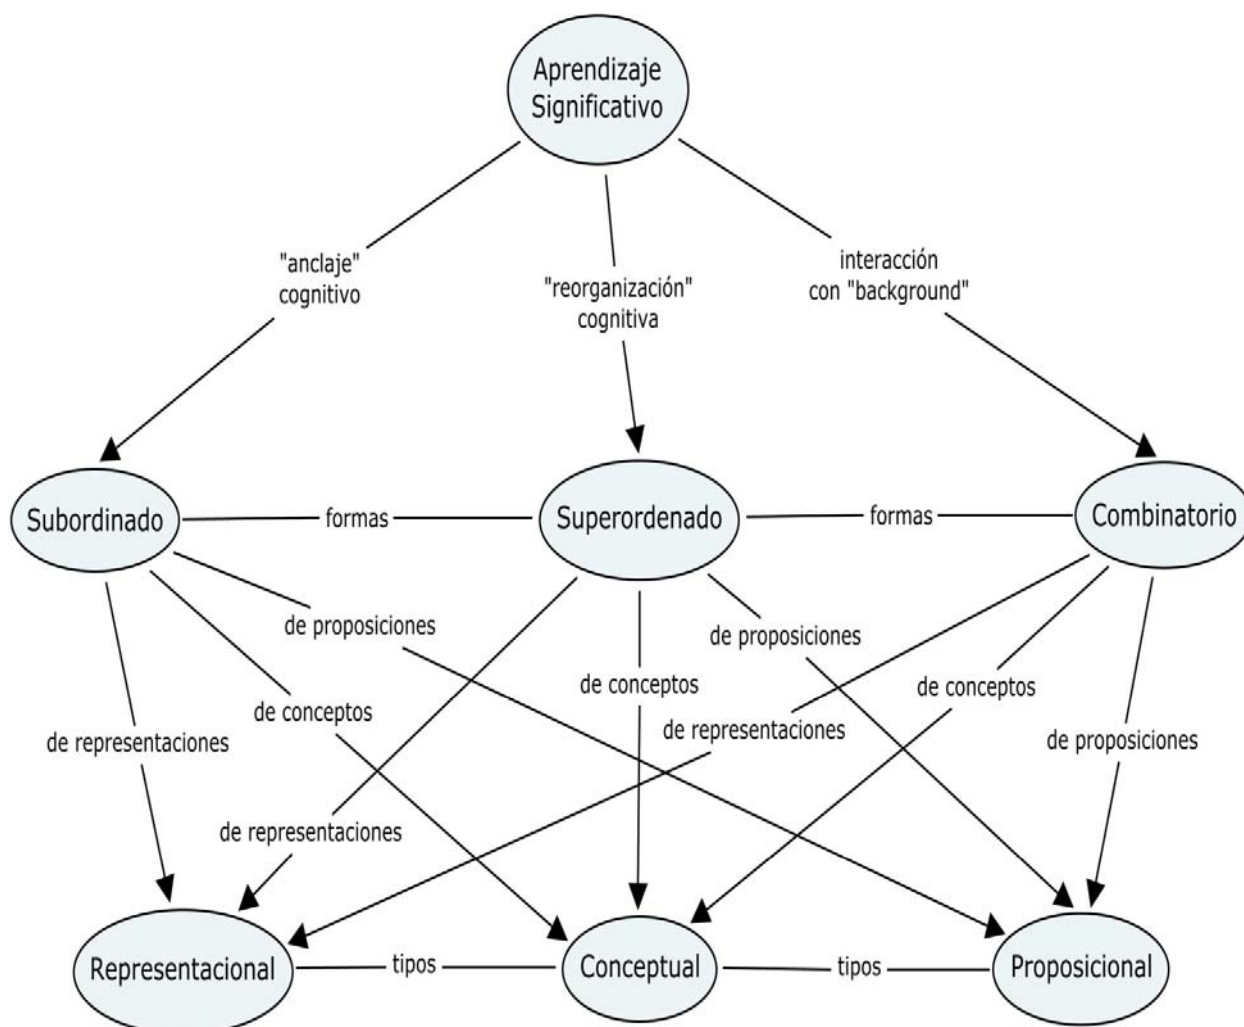 Aprendizaje
Significativo
"anclaje"
cognitivo
"reorganización"
cognitiva
interacción
con "background"
Subordinado
formas
Superordenado
formas
Combinatorio
de proposiciones
de proposiciones
de conceptos
de conceptos
de conceptos
de representaciones
de representaciones
de proposiciones
de representaciones
Representacional
tipos
Conceptual
tipos
Proposicional